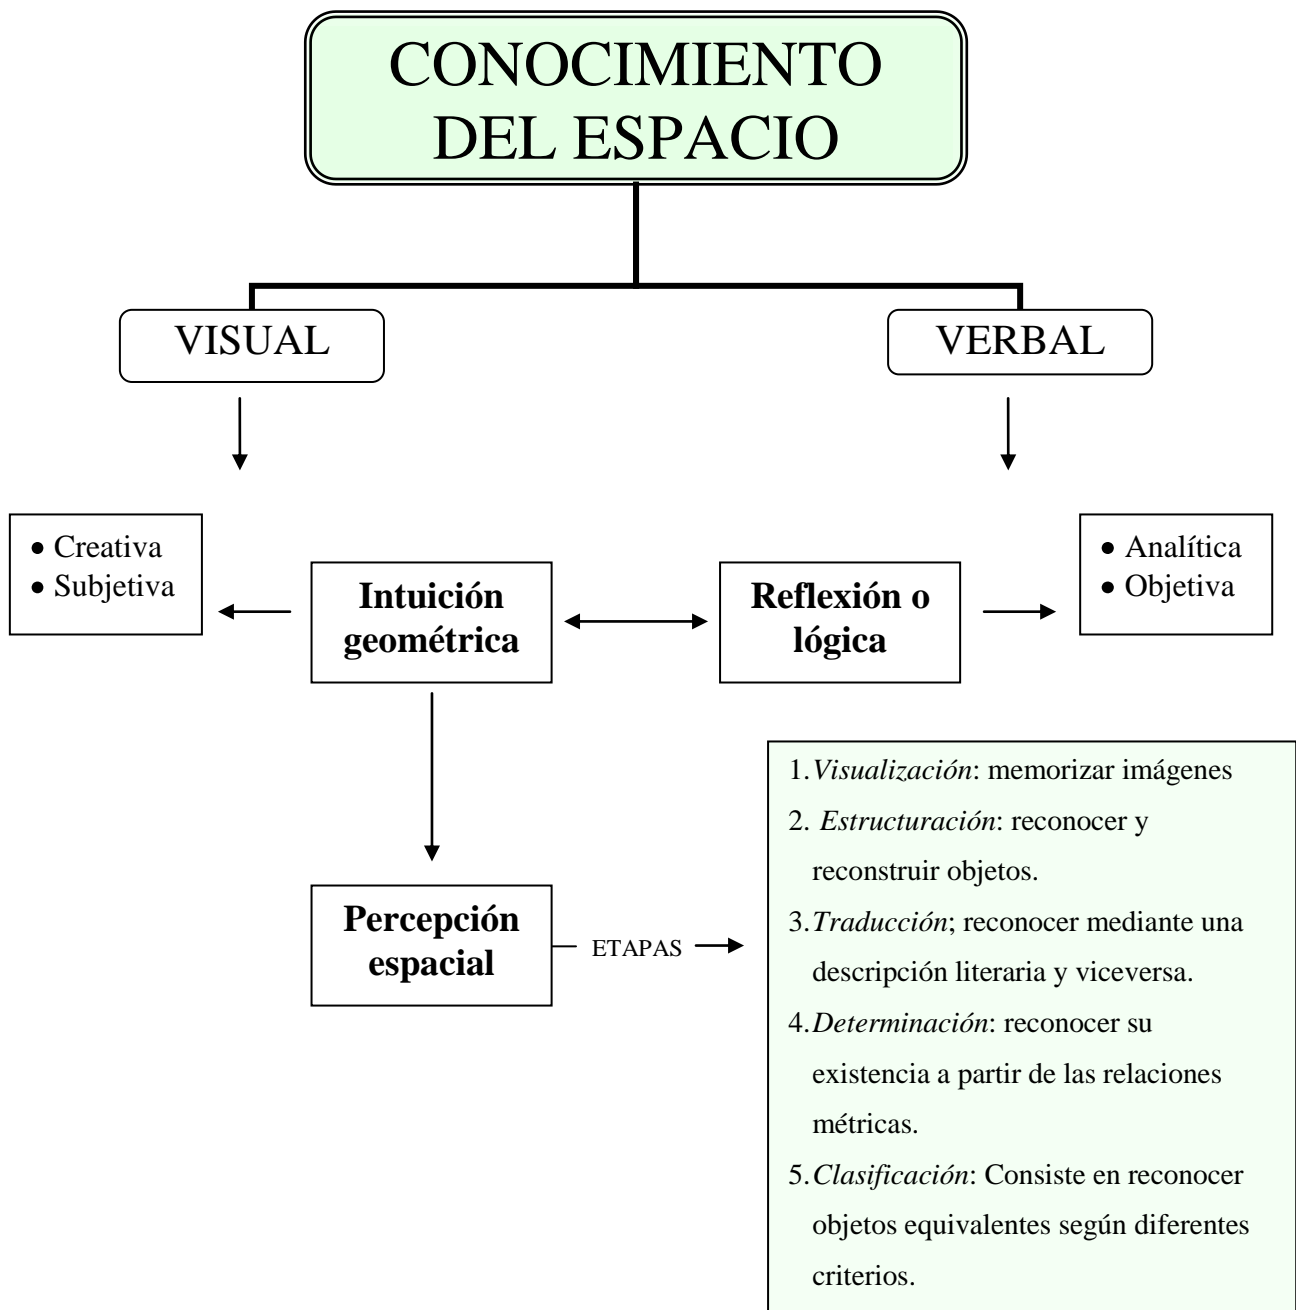 CONOCIMIENTO
DEL ESPACIO
VISUAL
VERBAL
• Creativa
• Subjetiva
Intuición
geométrica
Reflexión o
lógica
• Analítica
• Objetiva
Percepción
espacial
ETAPAS
1. Visualización: memorizar imágenes
2. Estructuración: reconocer y
reconstruir objetos.
3. Traducción; reconocer mediante una
descripción literaria y viceversa.
4. Determinación: reconocer su
existencia a partir de las relaciones
métricas.
5. Clasificación: Consiste en reconocer
objetos equivalentes según diferentes
criterios.